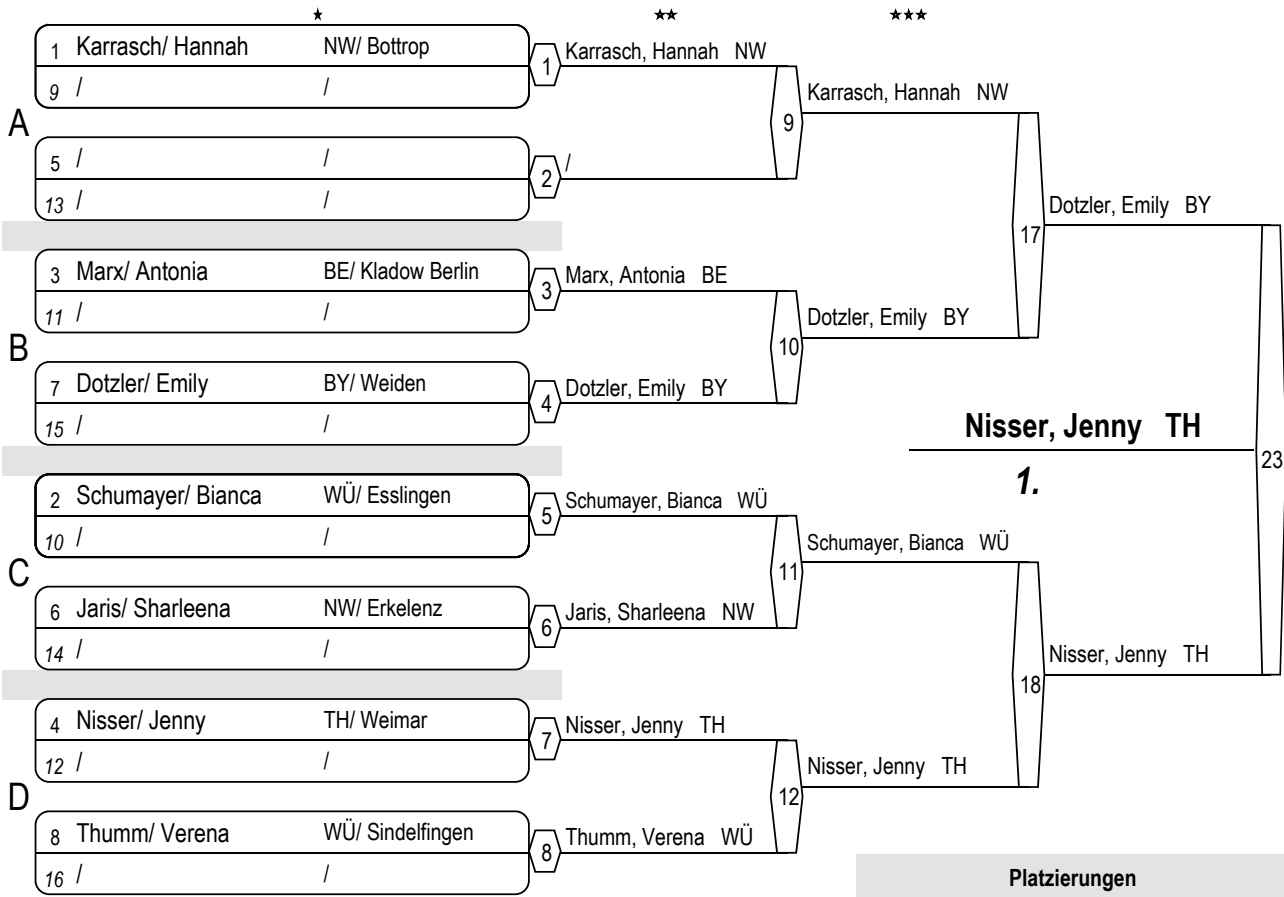 ★ ★★ ★★★
1 Karrasch/ Hannah NW/ Bottrop
9 / /
1 Karrasch, Hannah NW
A
5 / /
13 / /
2 /
9 Karrasch, Hannah NW
3 Marx/ Antonia BE/ Kladow Berlin
11 / /
3 Marx, Antonia BE
B
7 Dotzler/ Emily BY/ Weiden
15 / /
4 Dotzler, Emily BY
10 Dotzler, Emily BY
17 Dotzler, Emily BY
2 Schumayer/ Bianca WÜ/ Esslingen
10 / /
5 Schumayer, Bianca WÜ
C
6 Jaris/ Sharleena NW/ Erkelenz
14 / /
6 Jaris, Sharleena NW
11 Schumayer, Bianca WÜ
4 Nisser/ Jenny TH/ Weimar
12 / /
7 Nisser, Jenny TH
D
8 Thumm/ Verena WÜ/ Sindelfingen
16 / /
8 Thumm, Verena WÜ
12 Nisser, Jenny TH
18 Nisser, Jenny TH
23
Nisser, Jenny TH
1.
Platzierungen